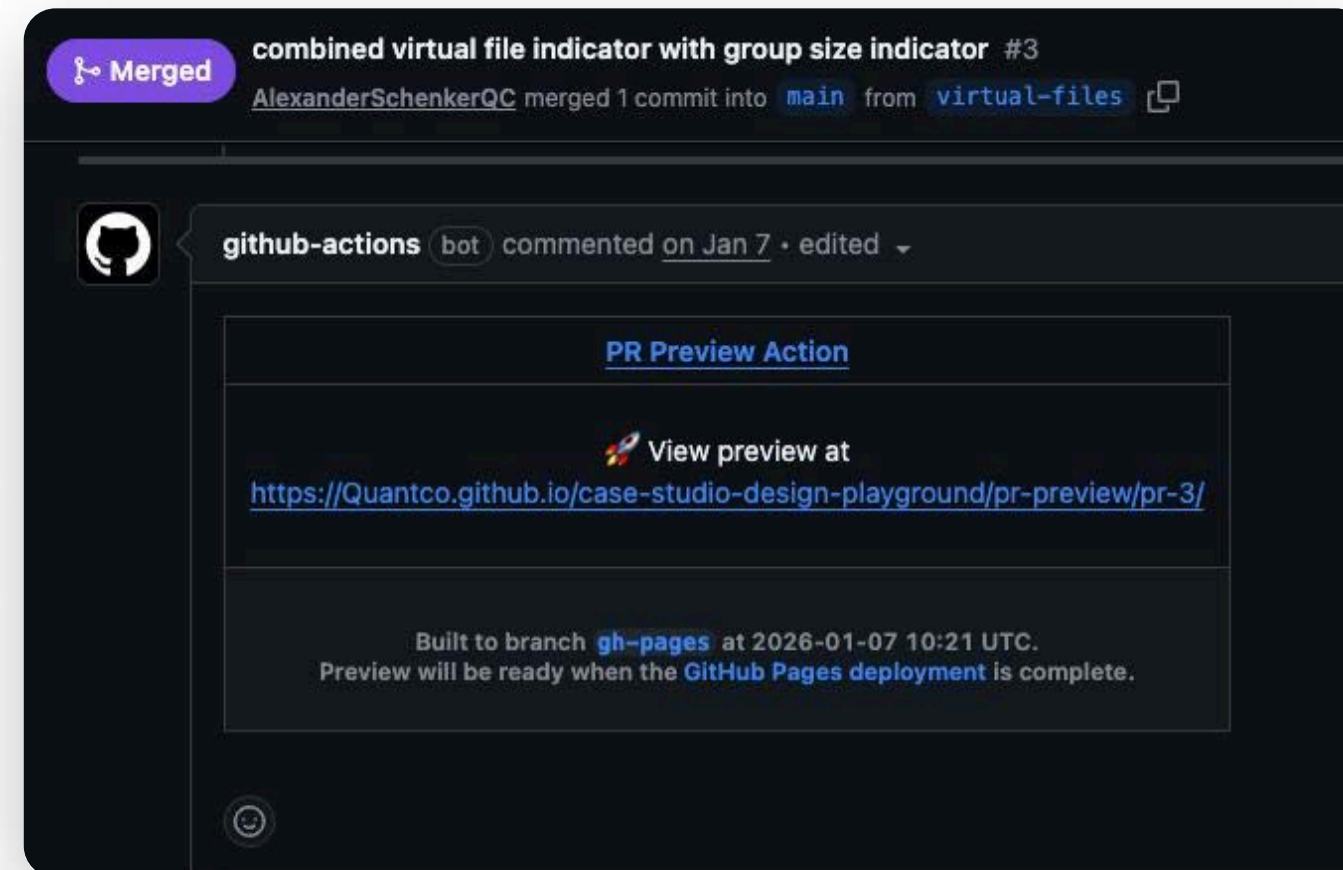 Merged
combined virtual file indicator with group size indicator #3
AlexanderSchenkerQC merged 1 commit into main from virtual-files
github-actions bot commented on Jan 7 • edited
PR Preview Action
🚀 View preview at
https://Quantco.github.io/case-studio-design-playground/pr-preview/pr-3/
Built to branch gh-pages at 2026-01-07 10:21 UTC.
Preview will be ready when the GitHub Pages deployment is complete.